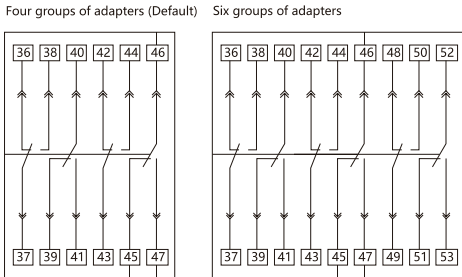 Four groups of adapters (Default) Six groups of adapters
36 38 40 42 44 46 36 38 40 42 44 46 48 50 52
37 39 41 43 45 47 37 39 41 43 45 47 49 51 53